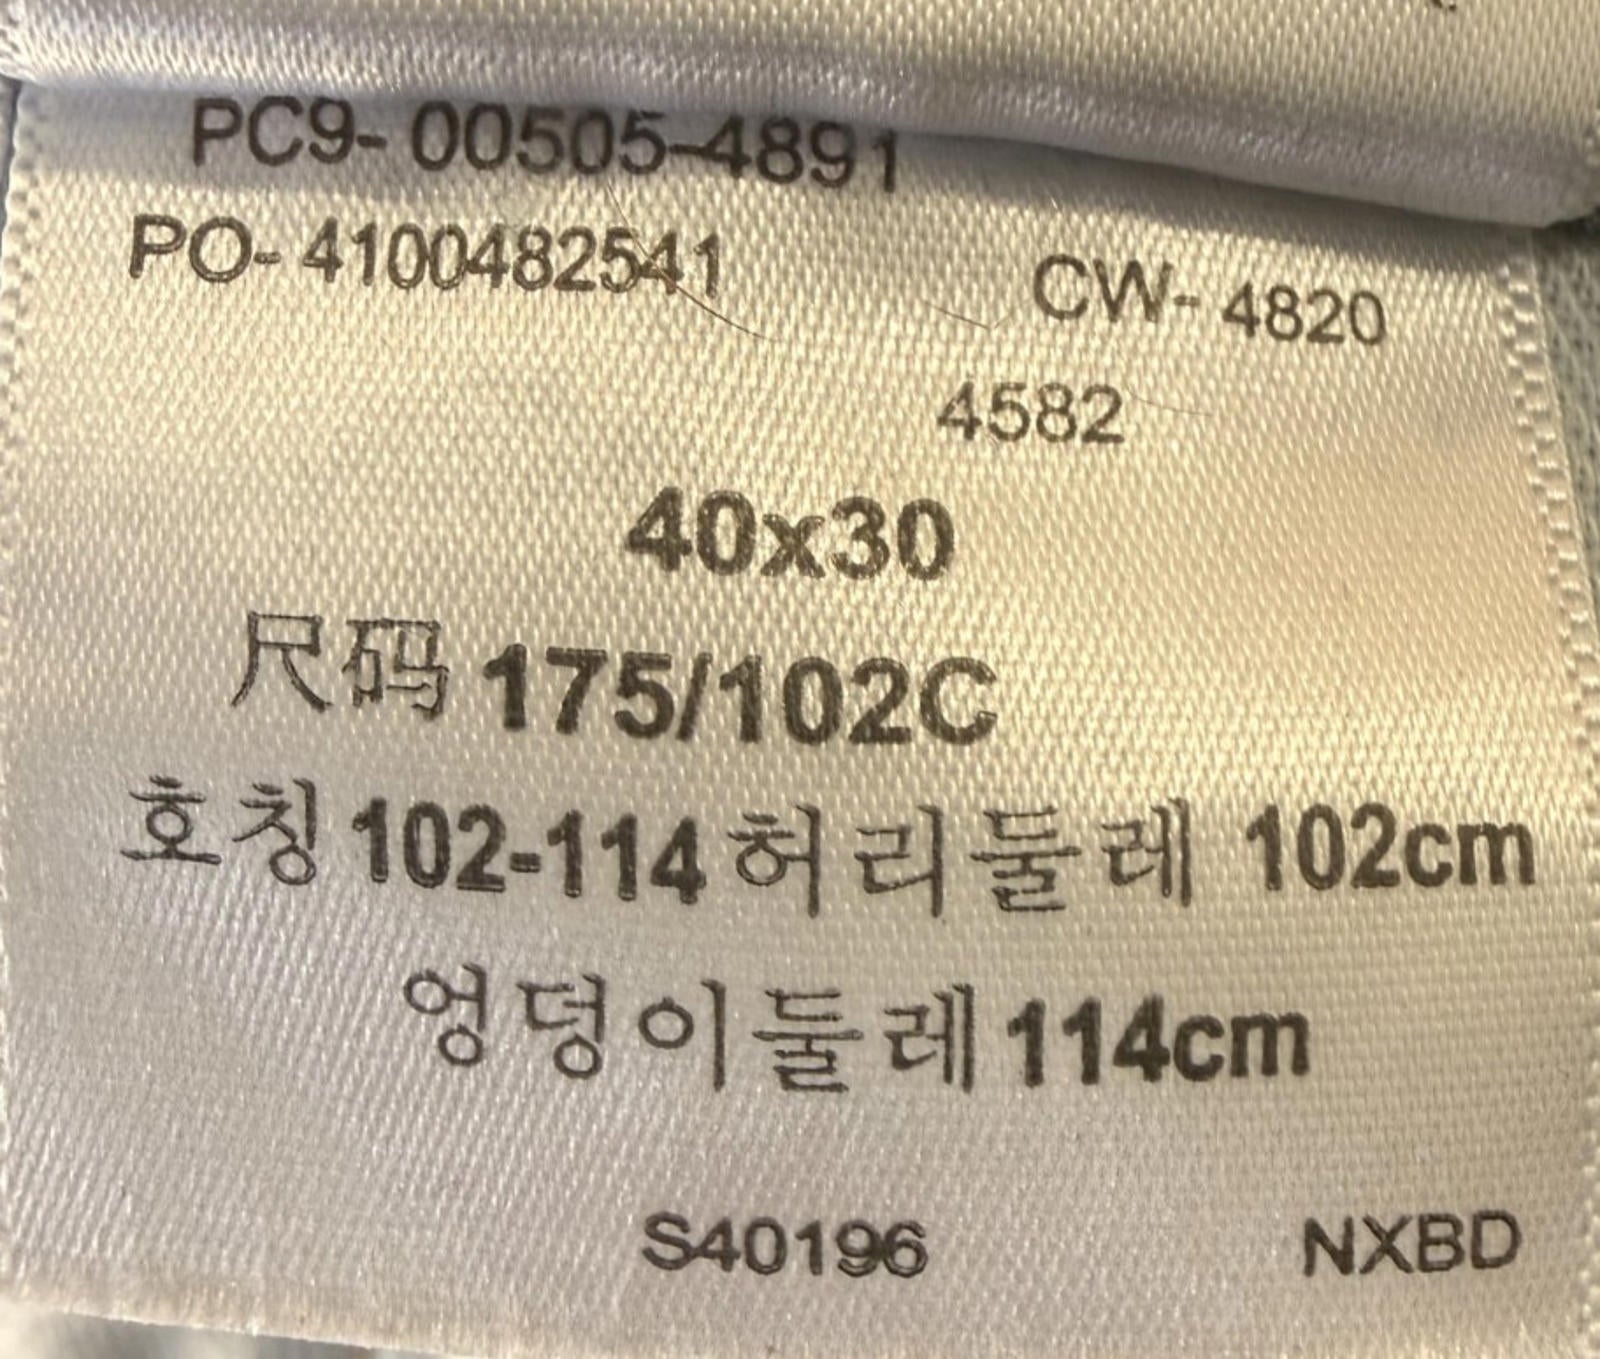 PC9- 00505-4891
PO- 4100482541 CW- 4820
4582
40x30
尺码 175/102C
호칭 102-114 허리둘레 102cm
엉덩이둘레 114cm
S40196 NXBD